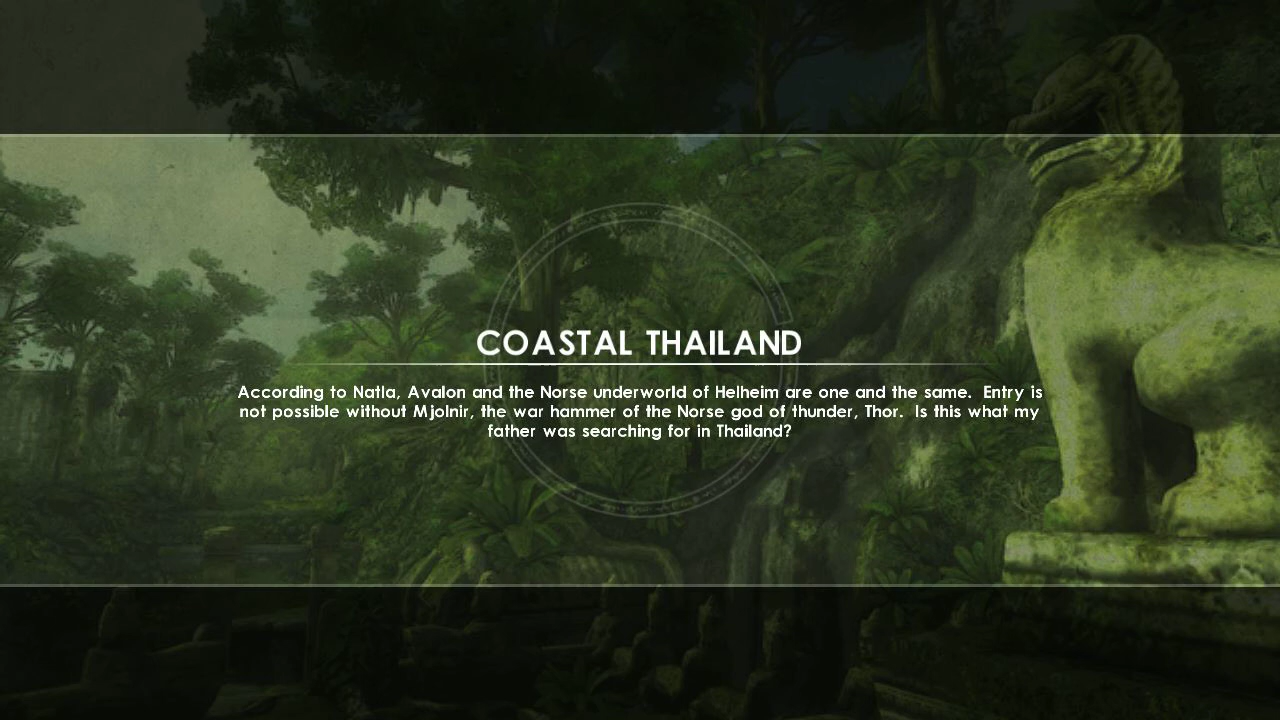 COASTAL THAILAND
According to Natla, Avalon and the Norse underworld of Helheim are one and the same.  Entry is
not possible without Mjolnir, the war hammer of the Norse god of thunder, Thor.  Is this what my
father was searching for in Thailand?